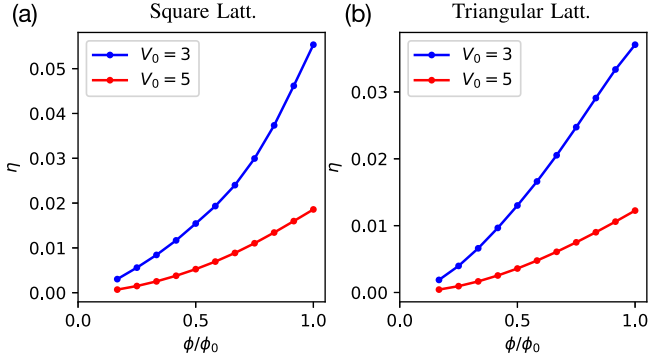 (a) Square Latt.
V₀ = 3
V₀ = 5
0.05
0.04
0.03
0.02
0.01
0.00
η
0.0 0.5 1.0
ϕ/ϕ₀
(b) Triangular Latt.
V₀ = 3
V₀ = 5
0.03
0.02
0.01
0.00
η
0.0 0.5 1.0
ϕ/ϕ₀